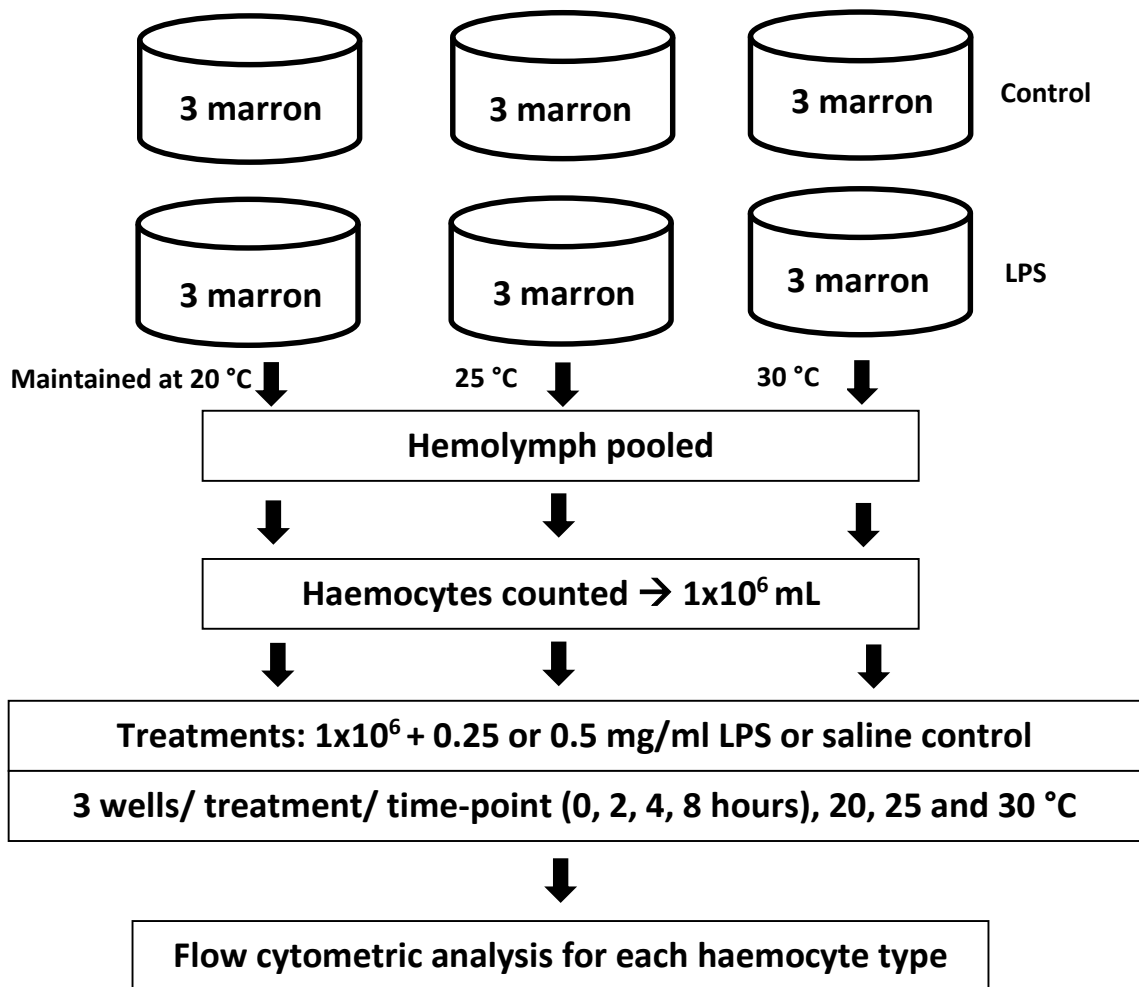 3 marron
3 marron
3 marron
Control
3 marron
3 marron
3 marron
LPS
Maintained at 20 °C
25 °C
30 °C
Hemolymph pooled
Haemocytes counted → 1x10⁶ mL
Treatments: 1x10⁶ + 0.25 or 0.5 mg/ml LPS or saline control
3 wells/ treatment/ time-point (0, 2, 4, 8 hours), 20, 25 and 30 °C
Flow cytometric analysis for each haemocyte type